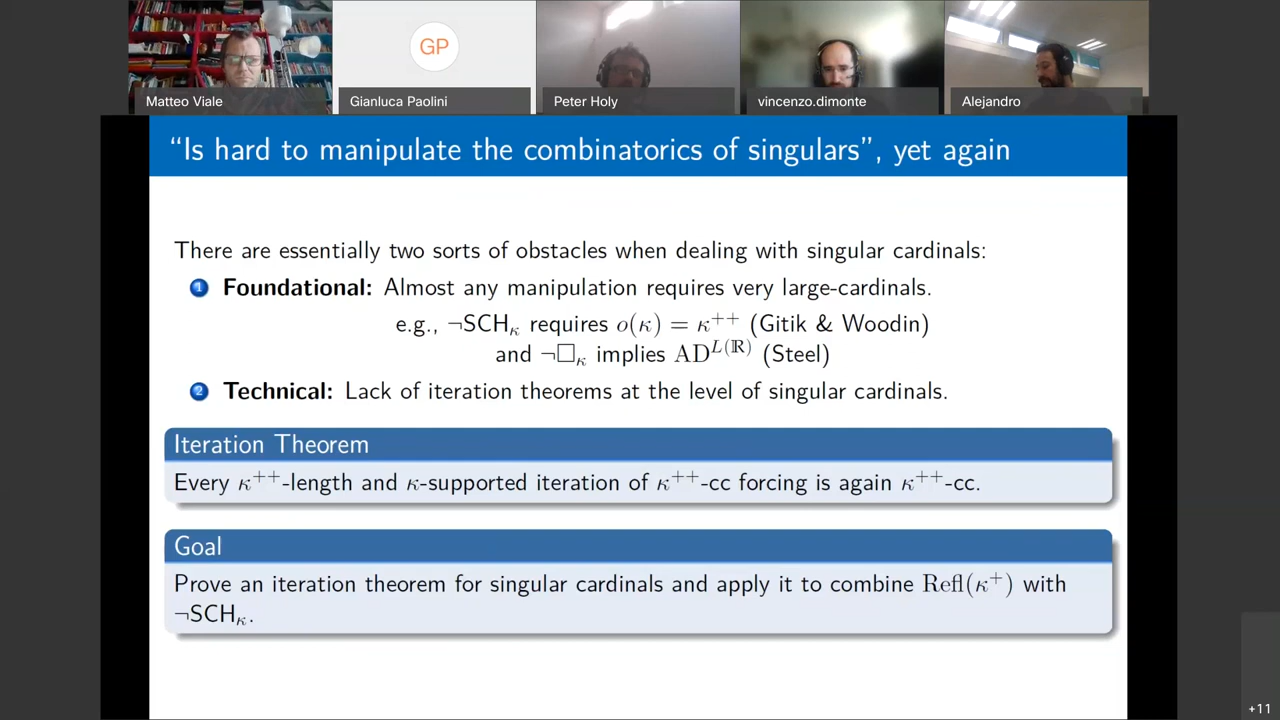 GP
Matteo Viale
Gianluca Paolini
Peter Holy
vincenzo.dimonte
Alejandro
“Is hard to manipulate the combinatorics of singulars”, yet again
There are essentially two sorts of obstacles when dealing with singular cardinals:
1 Foundational: Almost any manipulation requires very large-cardinals.
e.g., ¬SCH_κ requires o(κ) = κ⁺⁺ (Gitik & Woodin)
and ¬□_κ implies AD^{L(ℝ)} (Steel)
2 Technical: Lack of iteration theorems at the level of singular cardinals.
Iteration Theorem
Every κ⁺⁺-length and κ-supported iteration of κ⁺⁺-cc forcing is again κ⁺⁺-cc.
Goal
Prove an iteration theorem for singular cardinals and apply it to combine Refl(κ⁺) with
¬SCH_κ.
+11